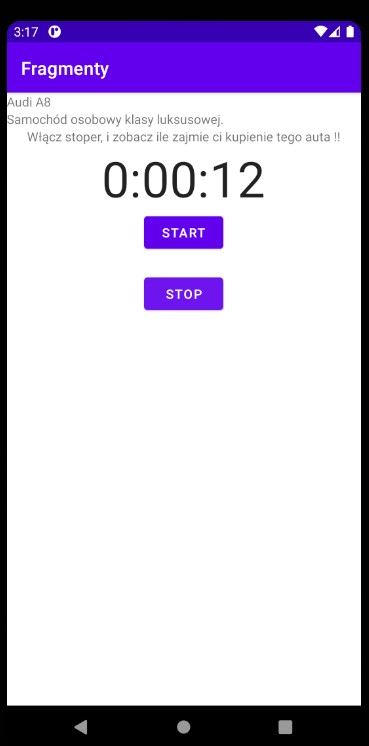 3:17
Fragmenty
Audi A8
Samochód osobowy klasy luksusowej.
Włącz stoper, i zobacz ile zajmie ci kupienie tego auta !!
0:00:12
START
STOP